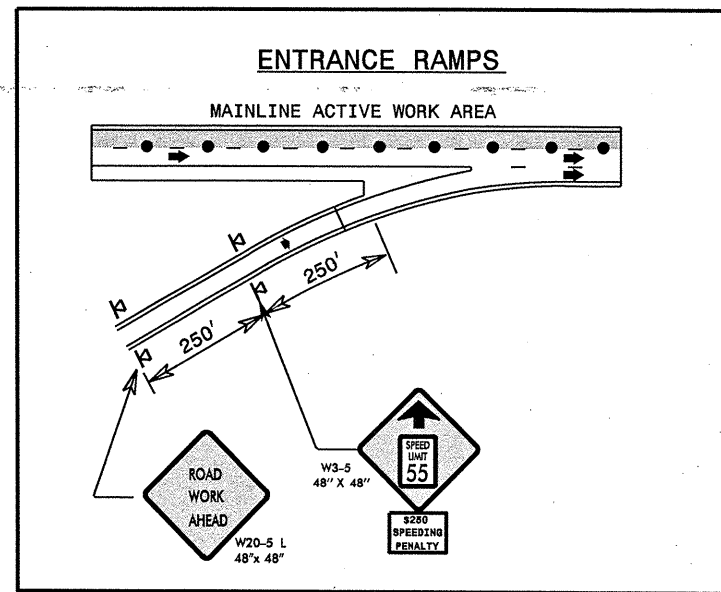 ENTRANCE RAMPS
MAINLINE ACTIVE WORK AREA
250'
250'
ROAD
WORK
AHEAD
W20-5 L
48"x 48"
W3-5
48" X 48"
SPEED
LIMIT
55
$250
SPEEDING
PENALTY